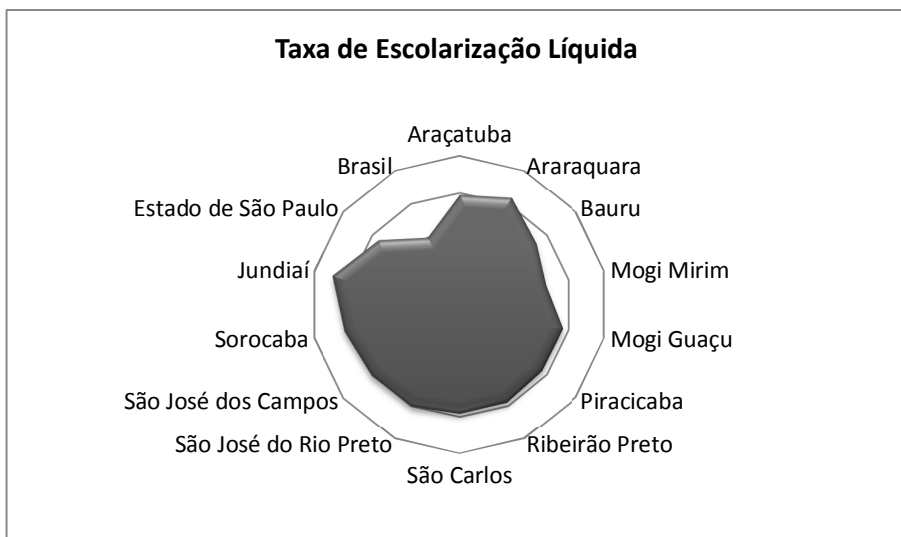 Taxa de Escolarização Líquida
Araçatuba
Araraquara
Bauru
Mogi Mirim
Mogi Guaçu
Piracicaba
Ribeirão Preto
São Carlos
São José do Rio Preto
São José dos Campos
Sorocaba
Jundiaí
Estado de São Paulo
Brasil